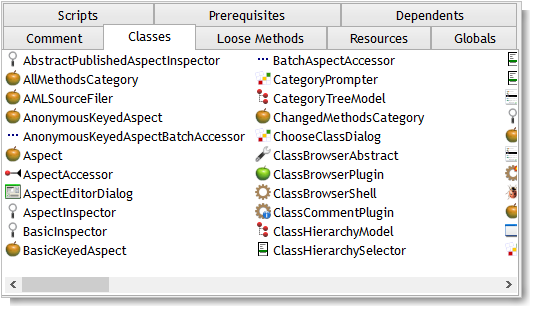 Scripts
Prerequisites
Dependents
Comment
Classes
Loose Methods
Resources
Globals
AbstractPublishedAspectInspector
AllMethodsCategory
AMLSourceFiler
AnonymousKeyedAspect
AnonymousKeyedAspectBatchAccessor
Aspect
AspectAccessor
AspectEditorDialog
AspectInspector
BasicInspector
BasicKeyedAspect
BatchAspectAccessor
CategoryPrompter
CategoryTreeModel
ChangedMethodsCategory
ChooseClassDialog
ClassBrowserAbstract
ClassBrowserPlugin
ClassBrowserShell
ClassCommentPlugin
ClassHierarchyModel
ClassHierarchySelector